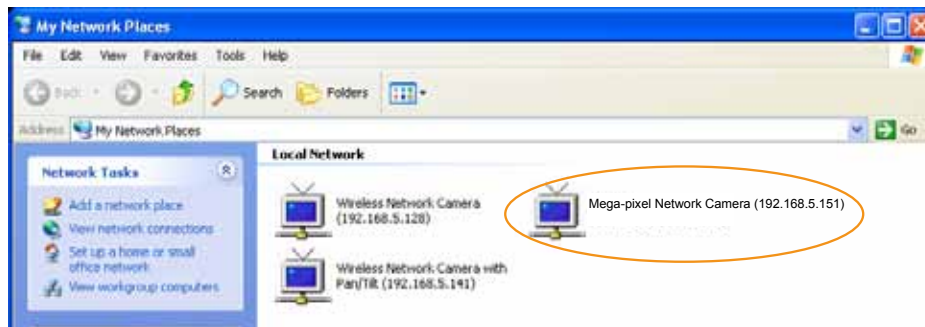 My Network Places
File Edit View Favorites Tools Help
Back Search Folders
Address My Network Places Go
Network Tasks
Add a network place
View network connections
Set up a home or small
office network
View workgroup computers
Local Network
Wireless Network Camera
(192.168.5.128)
Mega-pixel Network Camera (192.168.5.151)
Wireless Network Camera with
Pan/Tilt (192.168.5.141)